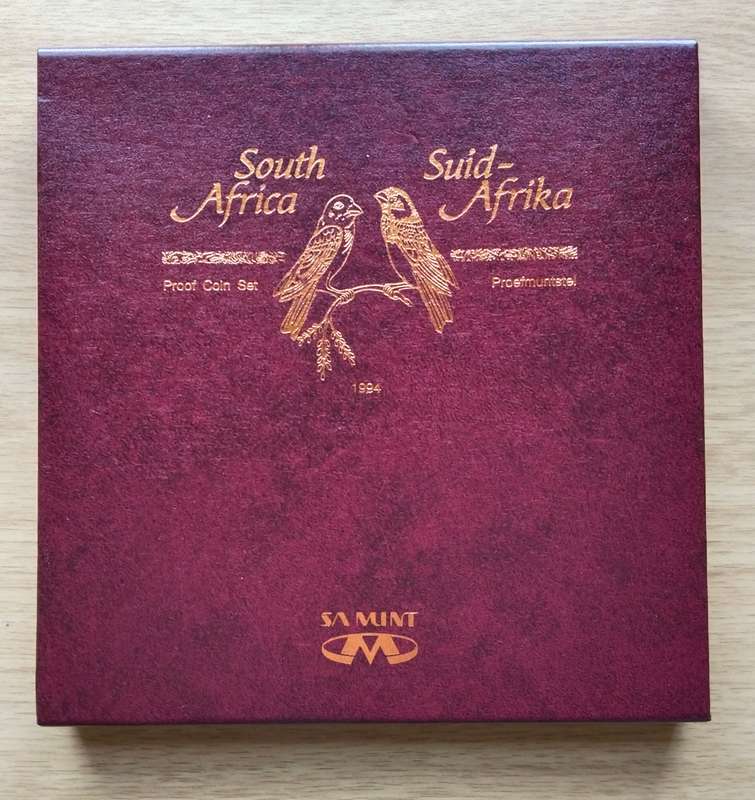 South Africa
Proof Coin Set
Suid-Afrika
Proefmuntstel
1994
SA MINT